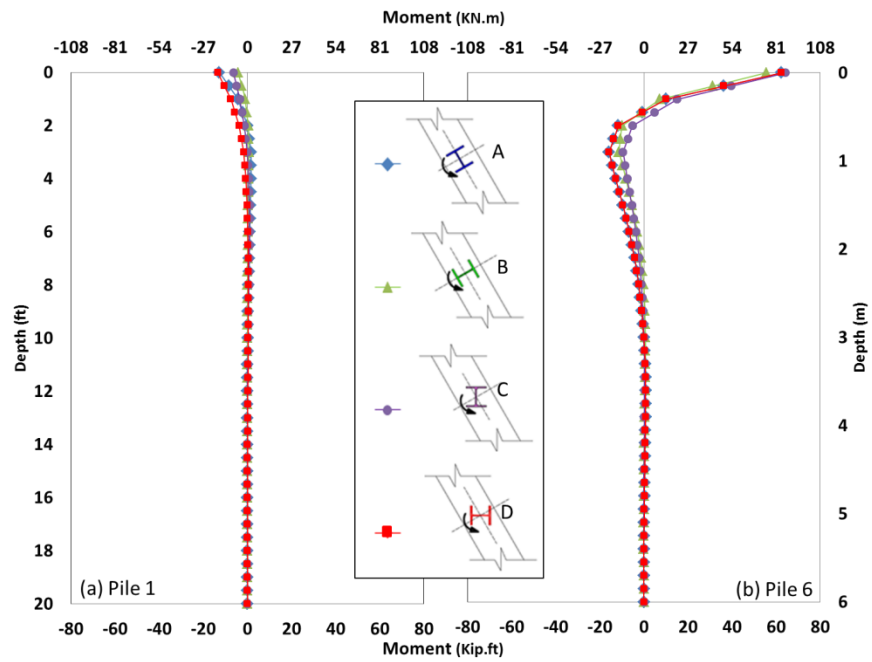 Moment (KN.m)
-108 -81 -54 -27 0 27 54 81 108 -81 -54 -27 0 27 54 81 108
-108
Depth (ft)
0
2
4
6
8
10
12
14
16
18
20
A
B
C
D
(a) Pile 1
(b) Pile 6
0
1
2
3
4
5
6
Depth (m)
-80 -60 -40 -20 0 20 40 60 -80 -60 -40 -20 0 20 40 60 80
80
Moment (Kip.ft)